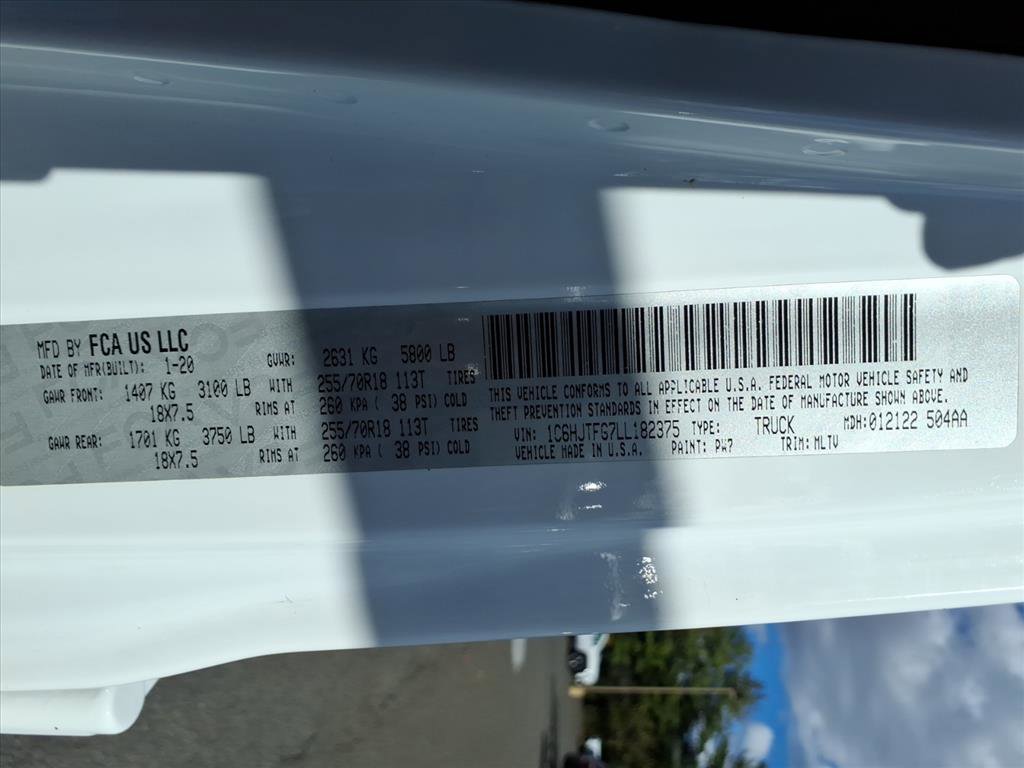 MFD BY FCA US LLC
DATE OF MFR(BUILT): 1-20 GVWR: 2631 KG 5800 LB
GAWR FRONT: 1407 KG 3100 LB WITH 255/70R18 113T TIRES
18X7.5 RIMS AT 260 KPA ( 38 PSI) COLD
GAWR REAR: 1701 KG 3750 LB WITH 255/70R18 113T TIRES
18X7.5 RIMS AT 260 KPA ( 38 PSI) COLD
THIS VEHICLE CONFORMS TO ALL APPLICABLE U.S.A. FEDERAL MOTOR VEHICLE SAFETY AND
THEFT PREVENTION STANDARDS IN EFFECT ON THE DATE OF MANUFACTURE SHOWN ABOVE.
VIN: 1C6HJTFG7LL182375 TYPE: TRUCK MDH:012122 504AA
VEHICLE MADE IN U.S.A. PAINT: PW7 TRIM: MLTV